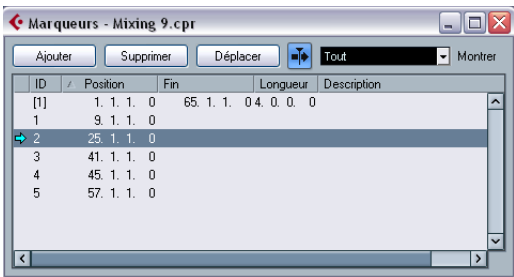 Marqueurs - Mixing 9.cpr
Ajouter Supprimer Déplacer Tout Montrer
ID Position Fin Longueur Description
[1] 1. 1. 1. 0 65. 1. 1. 0 4. 0. 0. 0
1 9. 1. 1. 0
2 25. 1. 1. 0
3 41. 1. 1. 0
4 45. 1. 1. 0
5 57. 1. 1. 0